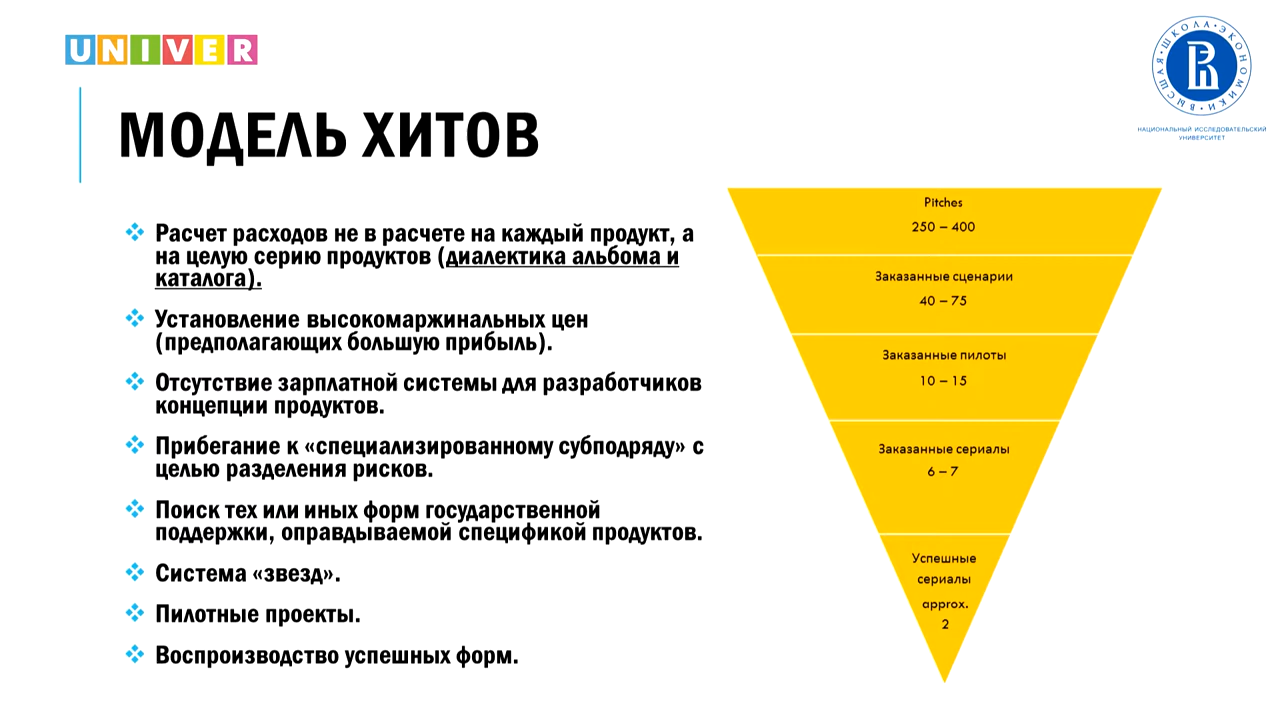 UNIVER
ВЫСШАЯ ШКОЛА ЭКОНОМИКИ
НАЦИОНАЛЬНЫЙ ИССЛЕДОВАТЕЛЬСКИЙ
УНИВЕРСИТЕТ
МОДЕЛЬ ХИТОВ
Расчет расходов не в расчете на каждый продукт, а
на целую серию продуктов (диалектика альбома и
каталога).
Установление высокомаржинальных цен
(предполагающих большую прибыль).
Отсутствие зарплатной системы для разработчиков
концепции продуктов.
Прибегание к «специализированному субподряду» с
целью разделения рисков.
Поиск тех или иных форм государственной
поддержки, оправдываемой спецификой продуктов.
Система «звезд».
Пилотные проекты.
Воспроизводство успешных форм.
Pitches
250 – 400
Заказанные сценарии
40 – 75
Заказанные пилоты
10 – 15
Заказанные сериалы
6 – 7
Успешные
сериалы
approx.
2